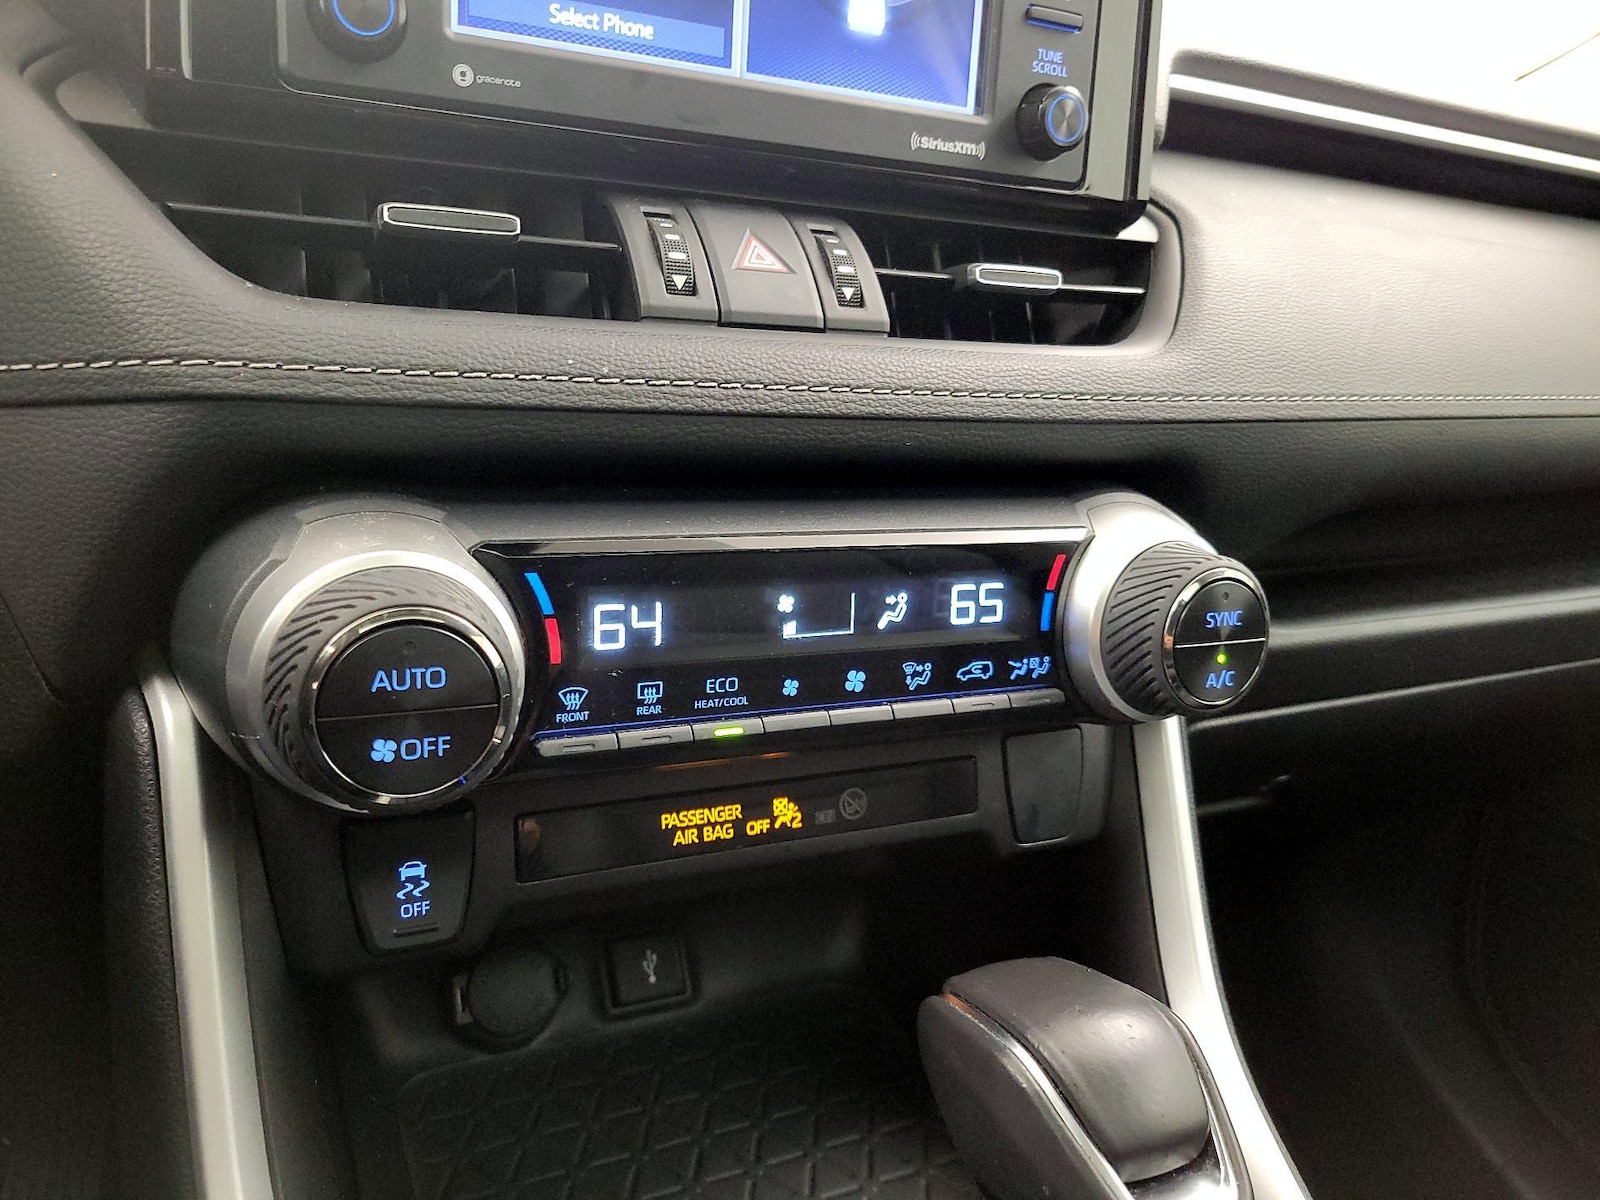 Select Phone
gracenote
TUNE
SCROLL
((SiriusXM))
64
65
SYNC
A/C
AUTO
OFF
FRONT
REAR
ECO
HEAT/COOL
PASSENGER
AIR BAG OFF
2
OFF